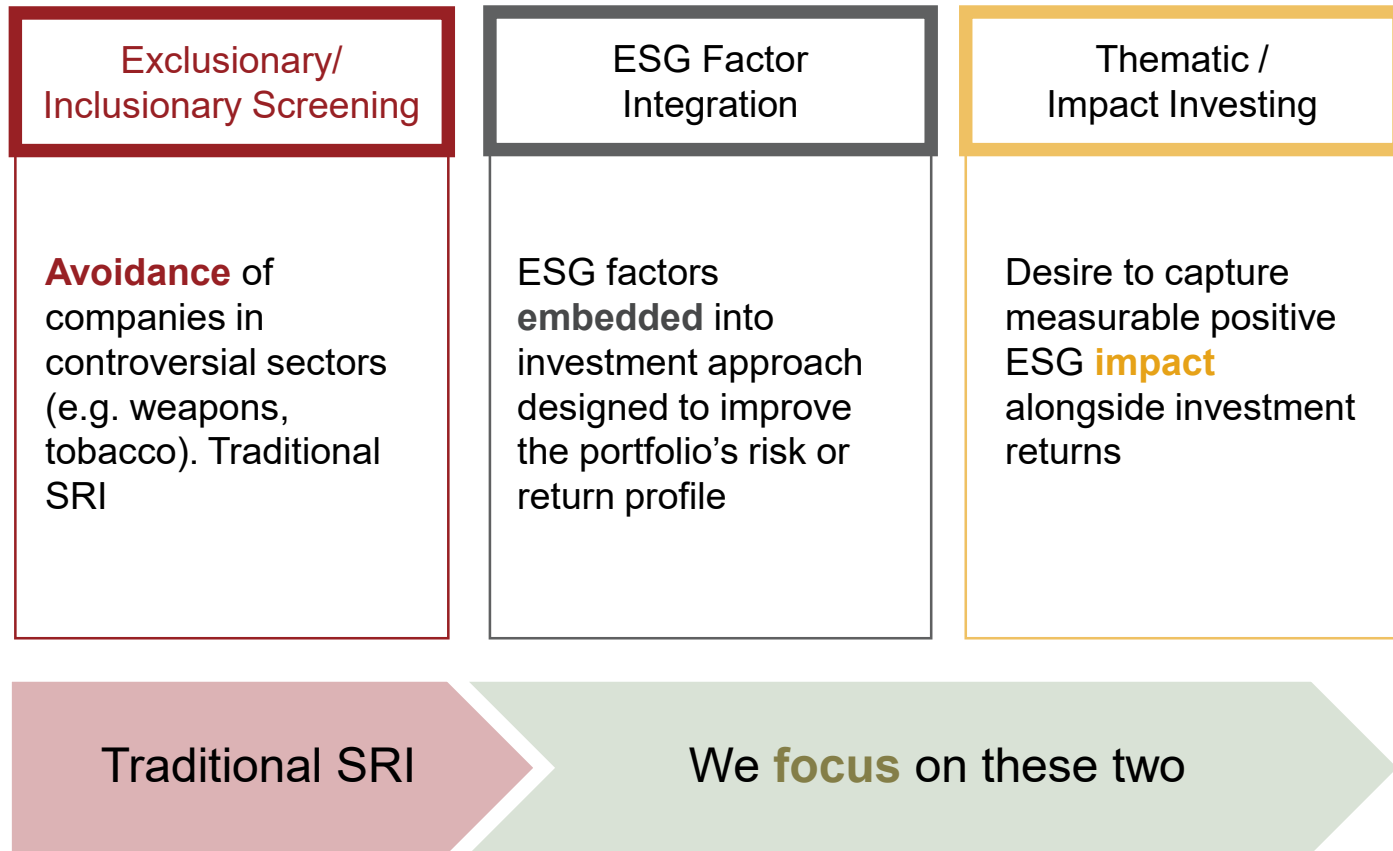 Exclusionary/
Inclusionary Screening
Avoidance of
companies in
controversial sectors
(e.g. weapons,
tobacco). Traditional
SRI
ESG Factor
Integration
ESG factors
embedded into
investment approach
designed to improve
the portfolio’s risk or
return profile
Thematic /
Impact Investing
Desire to capture
measurable positive
ESG impact
alongside investment
returns
Traditional SRI
We focus on these two